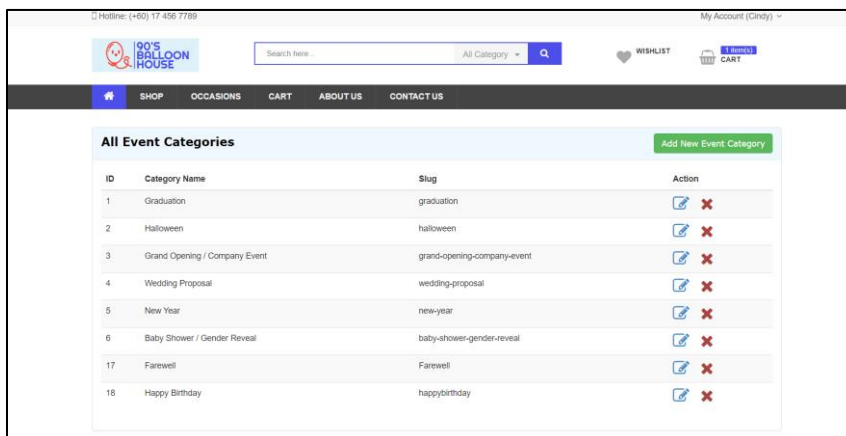 Hotline: (+60) 17 456 7789 My Account (Cindy)
90'S
BALLOON
HOUSE
Search here... All Category
WISHLIST
1 item(s)
CART
SHOP OCCASIONS CART ABOUT US CONTACT US
All Event Categories Add New Event Category
ID Category Name Slug Action
1 Graduation graduation
2 Halloween halloween
3 Grand Opening / Company Event grand-opening-company-event
4 Wedding Proposal wedding-proposal
5 New Year new-year
6 Baby Shower / Gender Reveal baby-shower-gender-reveal
17 Farewell Farewell
18 Happy Birthday happybirthday